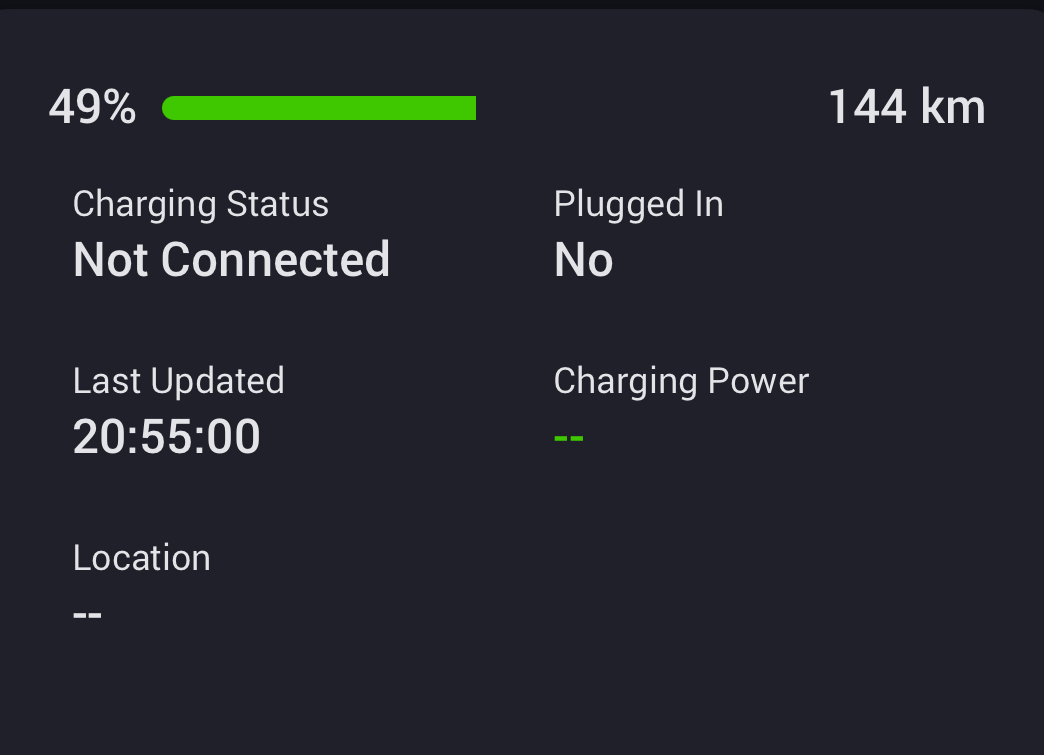 49% 144 km
Charging Status Plugged In
Not Connected No
Last Updated Charging Power
20:55:00 --
Location
--